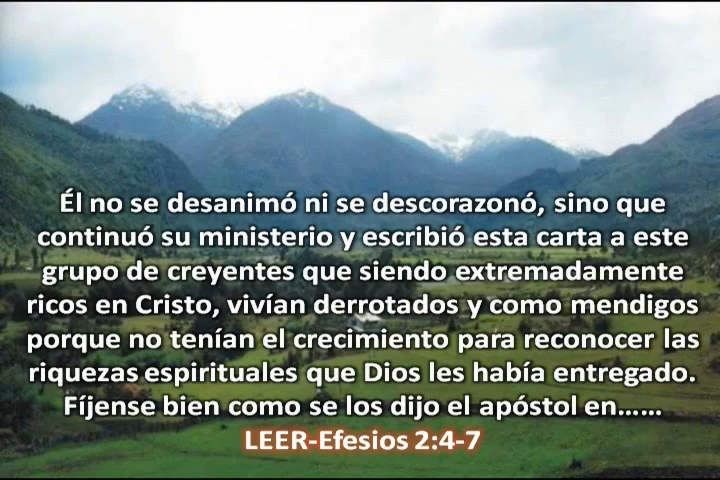 Él no se desanimó ni se descorazonó, sino que
continuó su ministerio y escribió esta carta a este
grupo de creyentes que siendo extremadamente
ricos en Cristo, vivían derrotados y como mendigos
porque no tenían el crecimiento para reconocer las
riquezas espirituales que Dios les había entregado.
Fíjense bien como se los dijo el apóstol en……
LEER-Efesios 2:4-7